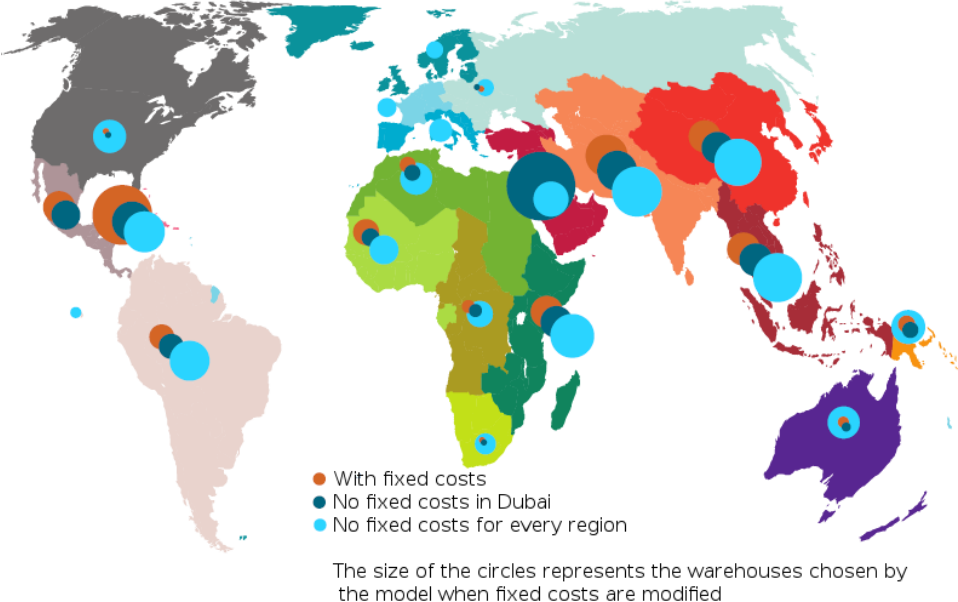 With fixed costs
No fixed costs in Dubai
No fixed costs for every region
The size of the circles represents the warehouses chosen by
the model when fixed costs are modified